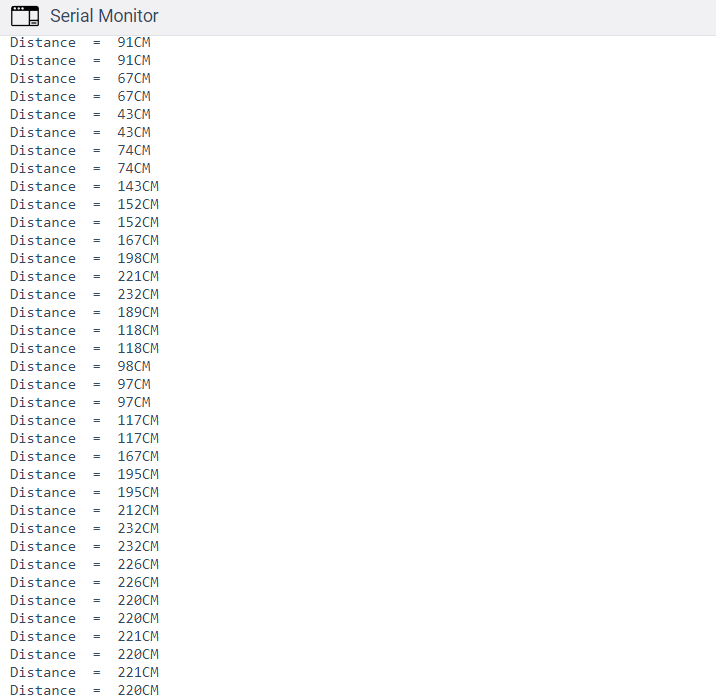 Serial Monitor
Distance = 91CM
Distance = 91CM
Distance = 67CM
Distance = 67CM
Distance = 43CM
Distance = 43CM
Distance = 74CM
Distance = 74CM
Distance = 143CM
Distance = 152CM
Distance = 152CM
Distance = 167CM
Distance = 198CM
Distance = 221CM
Distance = 232CM
Distance = 189CM
Distance = 118CM
Distance = 118CM
Distance = 98CM
Distance = 97CM
Distance = 97CM
Distance = 117CM
Distance = 117CM
Distance = 167CM
Distance = 195CM
Distance = 195CM
Distance = 212CM
Distance = 232CM
Distance = 232CM
Distance = 226CM
Distance = 226CM
Distance = 220CM
Distance = 220CM
Distance = 221CM
Distance = 220CM
Distance = 221CM
Distance = 220CM